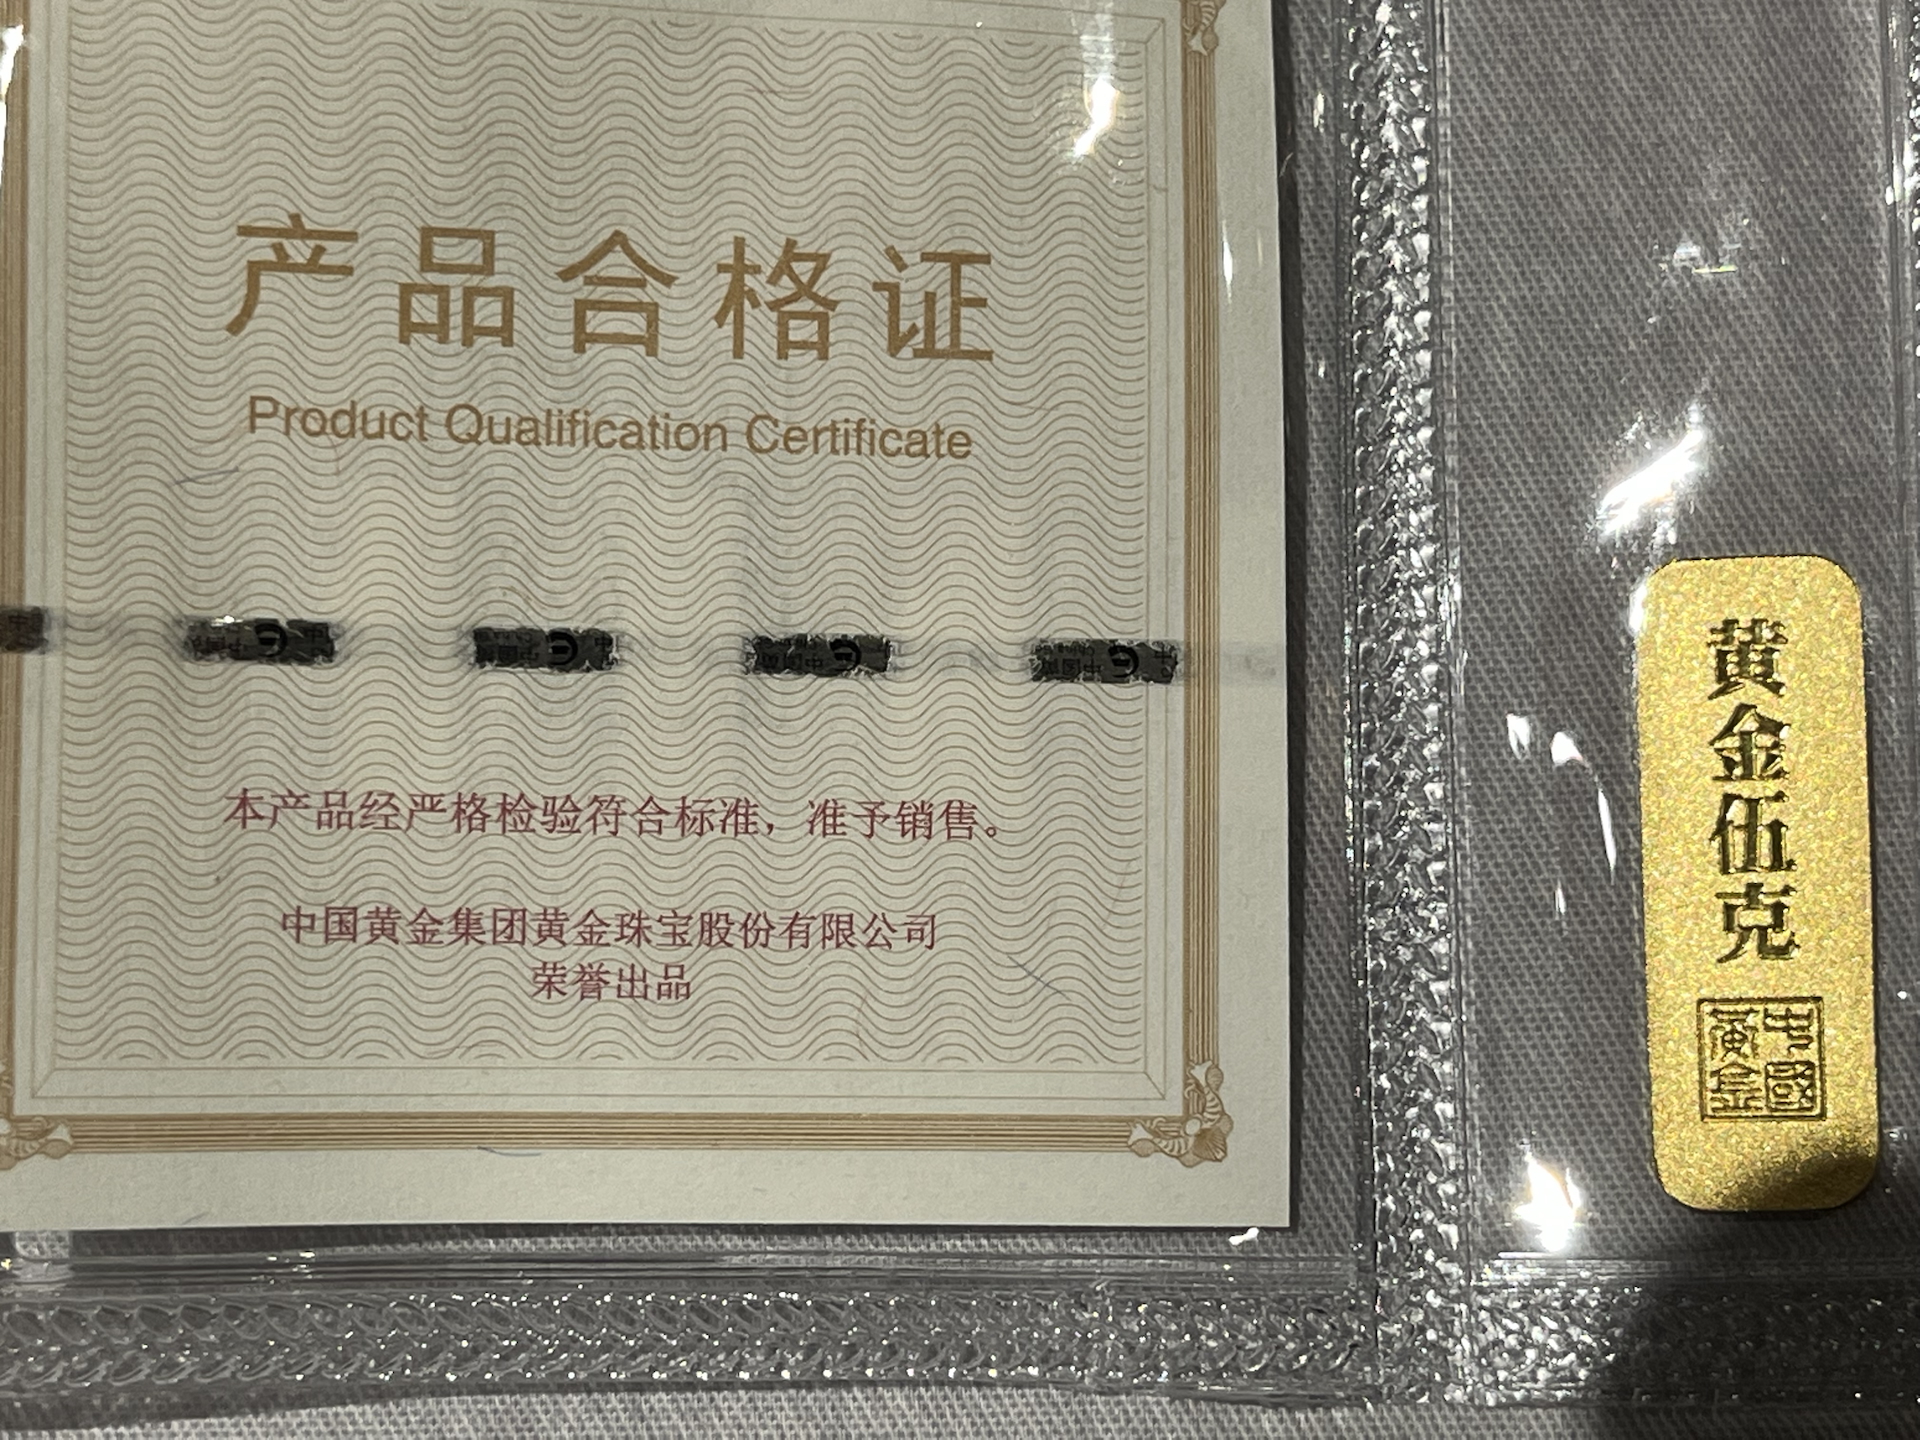 产品合格证
Product Qualification Certificate
本产品经严格检验符合标准，准予销售。
中国黄金集团黄金珠宝股份有限公司
荣誉出品
黄金伍克
中國
黃金